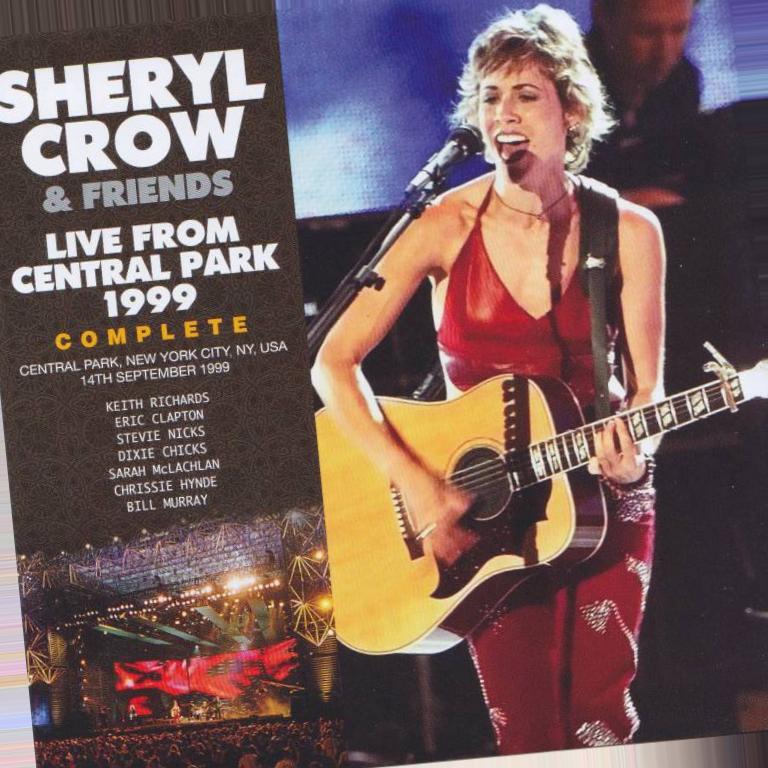 SHERYL
CROW
& FRIENDS
LIVE FROM
CENTRAL PARK
1999
COMPLETE
CENTRAL PARK, NEW YORK CITY, NY, USA
14TH SEPTEMBER 1999
KEITH RICHARDS
ERIC CLAPTON
STEVIE NICKS
DIXIE CHICKS
SARAH McLACHLAN
CHRISSIE HYNDE
BILL MURRAY